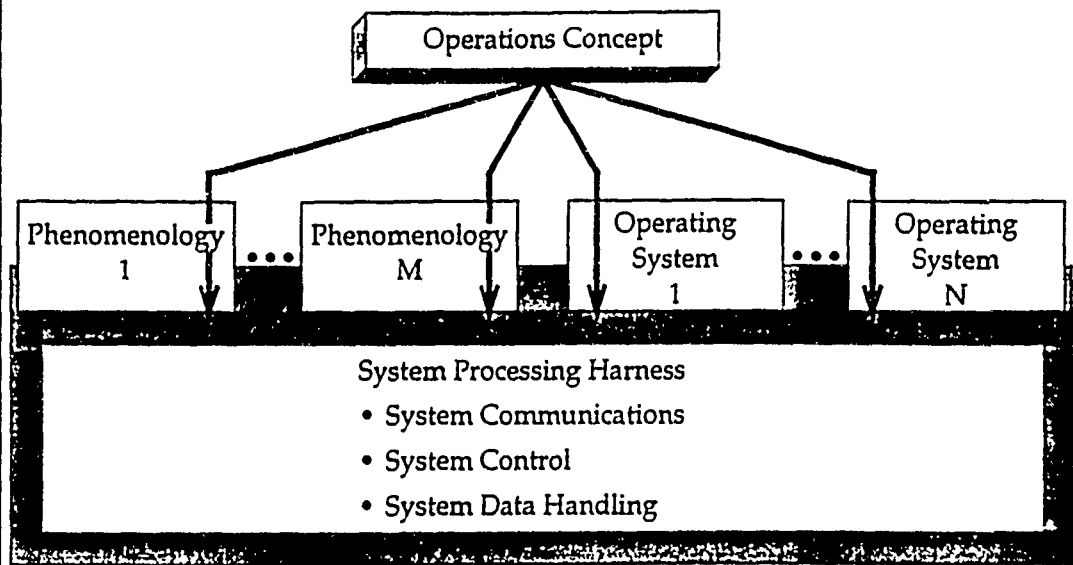 Operations Concept
Phenomenology
1
•••
Phenomenology
M
Operating
System
1
•••
Operating
System
N
System Processing Harness
• System Communications
• System Control
• System Data Handling